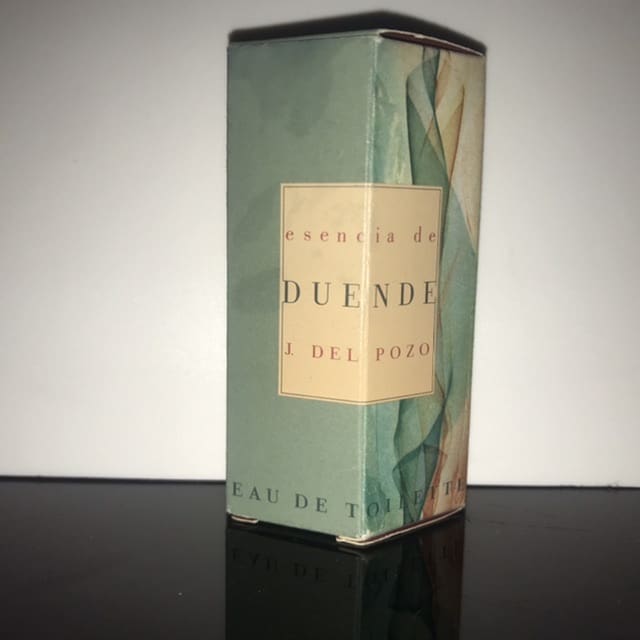 esencia de
DUENDE
J. DEL POZO
EAU DE TOILETTE